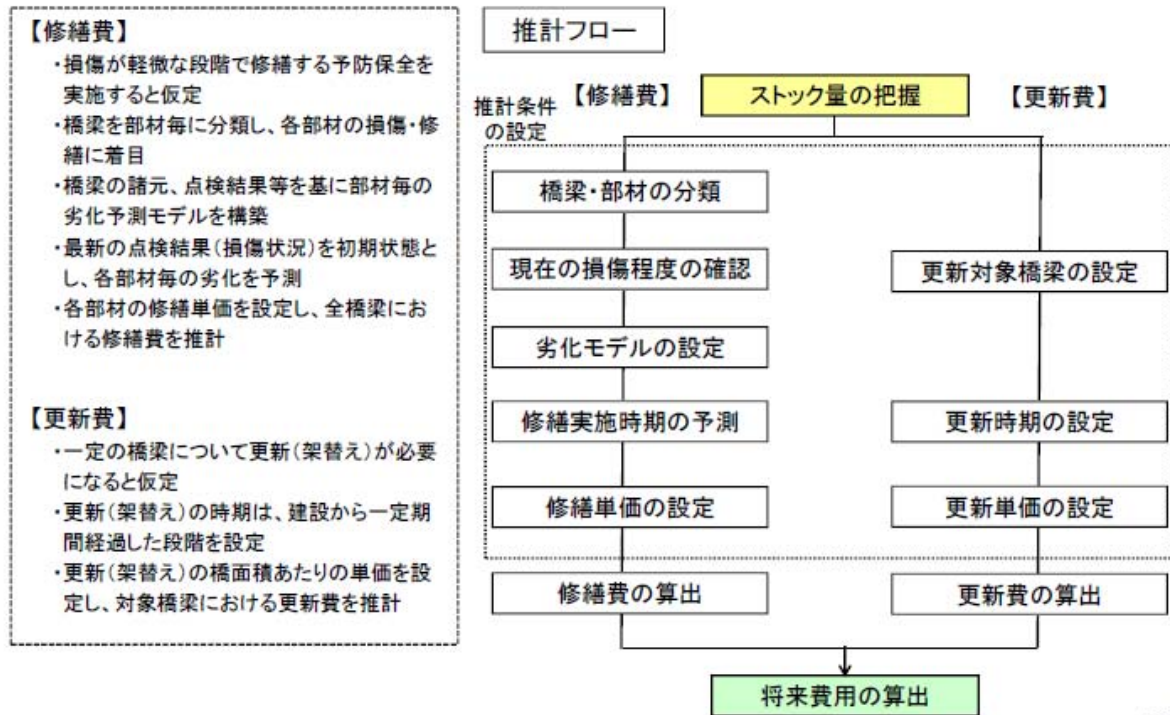 【修繕費】
・損傷が軽微な段階で修繕する予防保全を
実施すると仮定
・橋梁を部材毎に分類し、各部材の損傷・修
繕に着目
・橋梁の諸元、点検結果等を基に部材毎の
劣化予測モデルを構築
・最新の点検結果(損傷状況)を初期状態と
し、各部材毎の劣化を予測
・各部材の修繕単価を設定し、全橋梁にお
ける修繕費を推計
【更新費】
・一定の橋梁について更新(架替え)が必要
になると仮定
・更新(架替え)の時期は、建設から一定期
間経過した段階を設定
・更新(架替え)の橋面積あたりの単価を設
定し、対象橋梁における更新費を推計
推計フロー
【修繕費】
ストック量の把握
【更新費】
推計条件
の設定
橋梁・部材の分類
現在の損傷程度の確認
更新対象橋梁の設定
劣化モデルの設定
修繕実施時期の予測
更新時期の設定
修繕単価の設定
更新単価の設定
修繕費の算出
更新費の算出
将来費用の算出